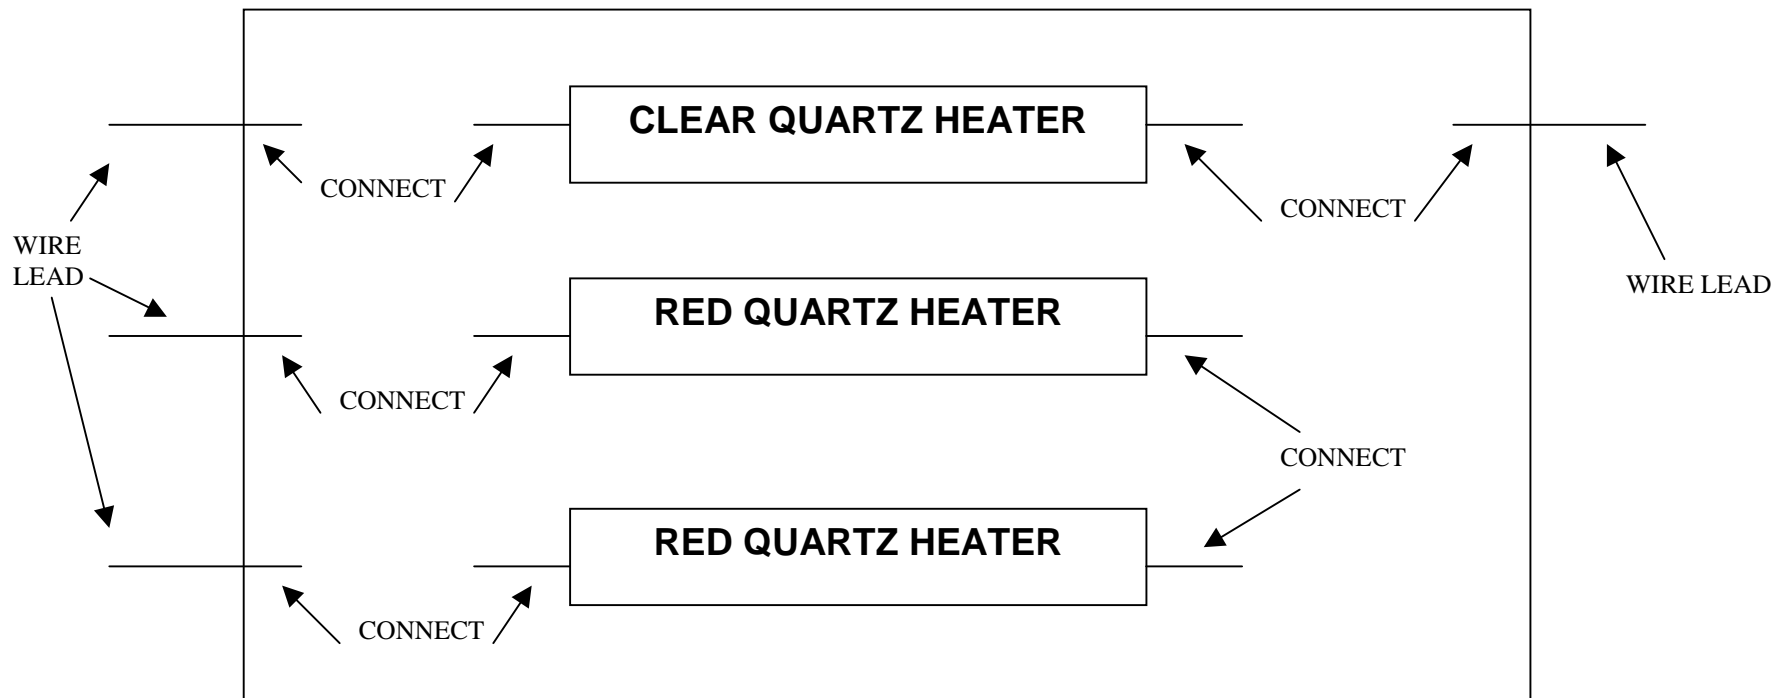 CLEAR QUARTZ HEATER
CONNECT
CONNECT
WIRE
LEAD
WIRE LEAD
RED QUARTZ HEATER
CONNECT
CONNECT
RED QUARTZ HEATER
CONNECT